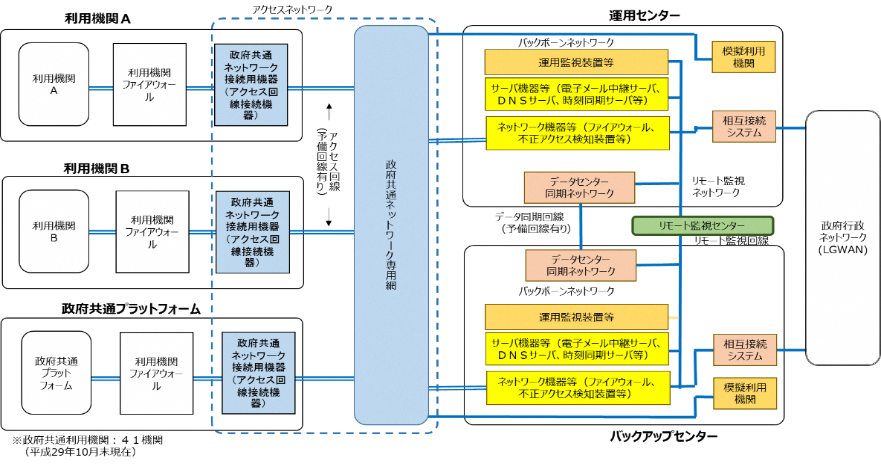 アクセスネットワーク
利用機関A
利用機関
A
利用機関
ファイアウォ
ール
政府共通
ネットワーク
接続用機器
(アクセス回
線接続機
器)
アクセス回線
(予備回線有り)
利用機関B
利用機関
B
利用機関
ファイアウォ
ール
政府共通
ネットワーク
接続用機器
(アクセス回
線接続機
器)
政府共通プラットフォーム
政府共通
プラット
フォーム
利用機関
ファイアウォ
ール
政府共通
ネットワーク
接続用機器
(アクセス回
線接続機
器)
※政府共通利用機関：４１機関
(平成29年10月末現在)
政府共通ネットワーク専用網
運用センター
バックボーンネットワーク
運用監視装置等
サーバ機器等（電子メール中継サーバ、
ＤＮＳサーバ、時刻同期サーバ等）
ネットワーク機器等（ファイアウォール、
不正アクセス検知装置等）
模擬利用
機関
相互接続
システム
データセンター
同期ネットワーク
リモート監視
ネットワーク
データ同期回線
（予備回線有り）
リモート監視センター
リモート監視回線
データセンター
同期ネットワーク
バックボーンネットワーク
運用監視装置等
サーバ機器等（電子メール中継サーバ、
ＤＮＳサーバ、時刻同期サーバ等）
ネットワーク機器等（ファイアウォール、
不正アクセス検知装置等）
相互接続
システム
模擬利用
機関
バックアップセンター
政府行政
ネットワーク
(LGWAN)